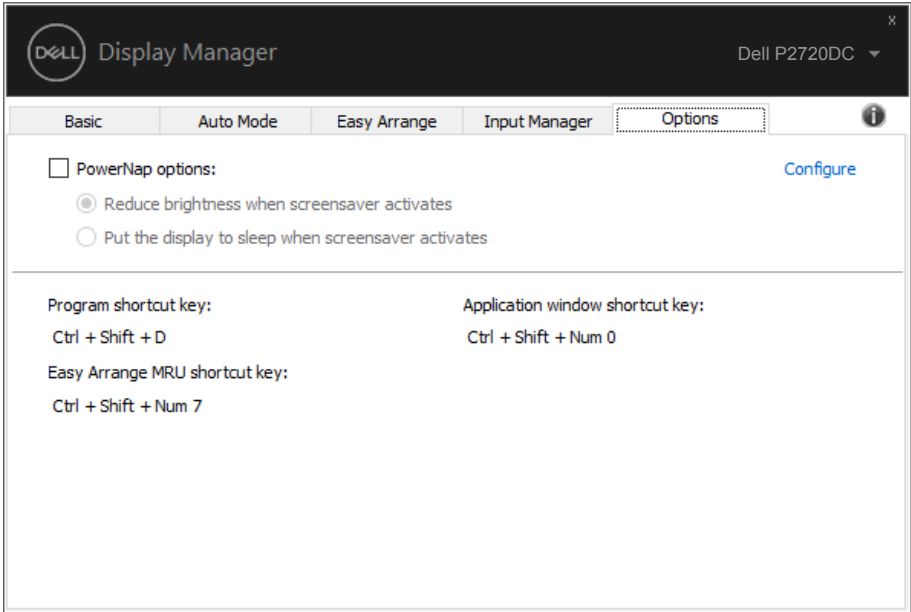 x
DELL Display Manager
Dell P2720DC
Basic Auto Mode Easy Arrange Input Manager Options
PowerNap options: Configure
Reduce brightness when screensaver activates
Put the display to sleep when screensaver activates
Program shortcut key: Application window shortcut key:
Ctrl + Shift + D Ctrl + Shift + Num 0
Easy Arrange MRU shortcut key:
Ctrl + Shift + Num 7